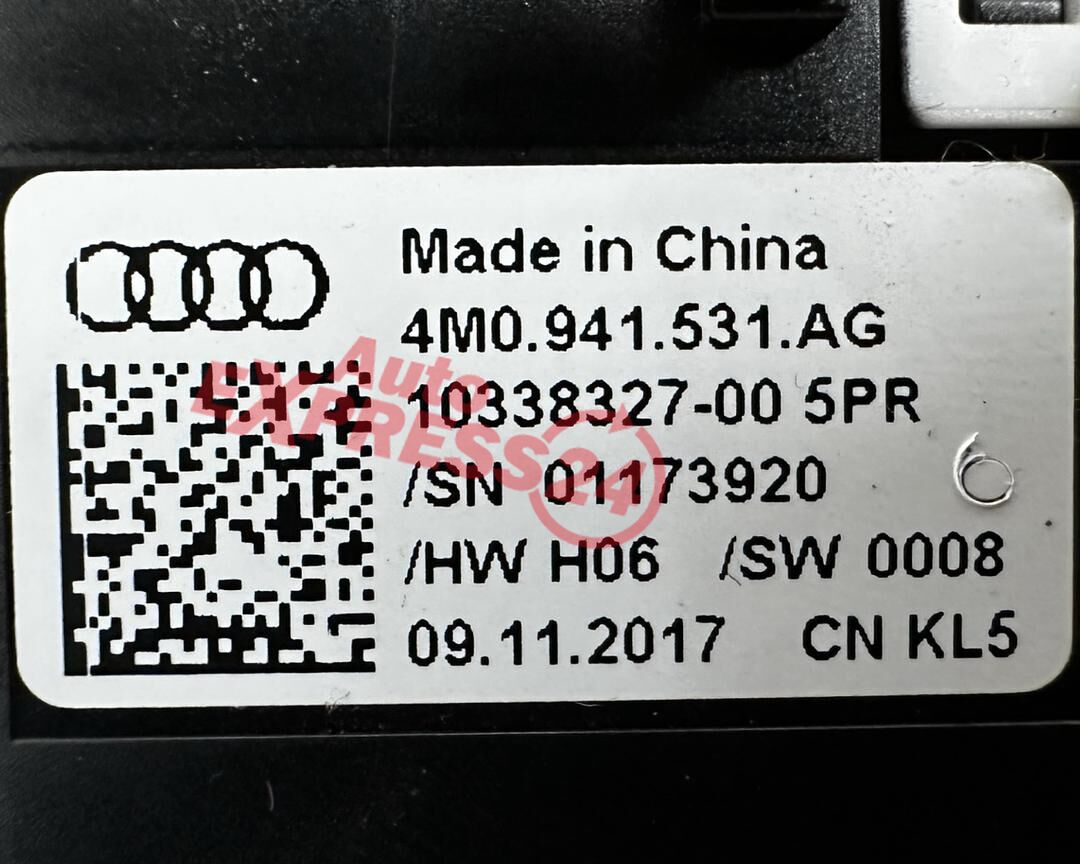 Made in China
4M0.941.531.AG
10338327-00 5PR
/SN 01173920
/HW H06 /SW 0008
09.11.2017 CN KL5
Auto
EXPRESS24